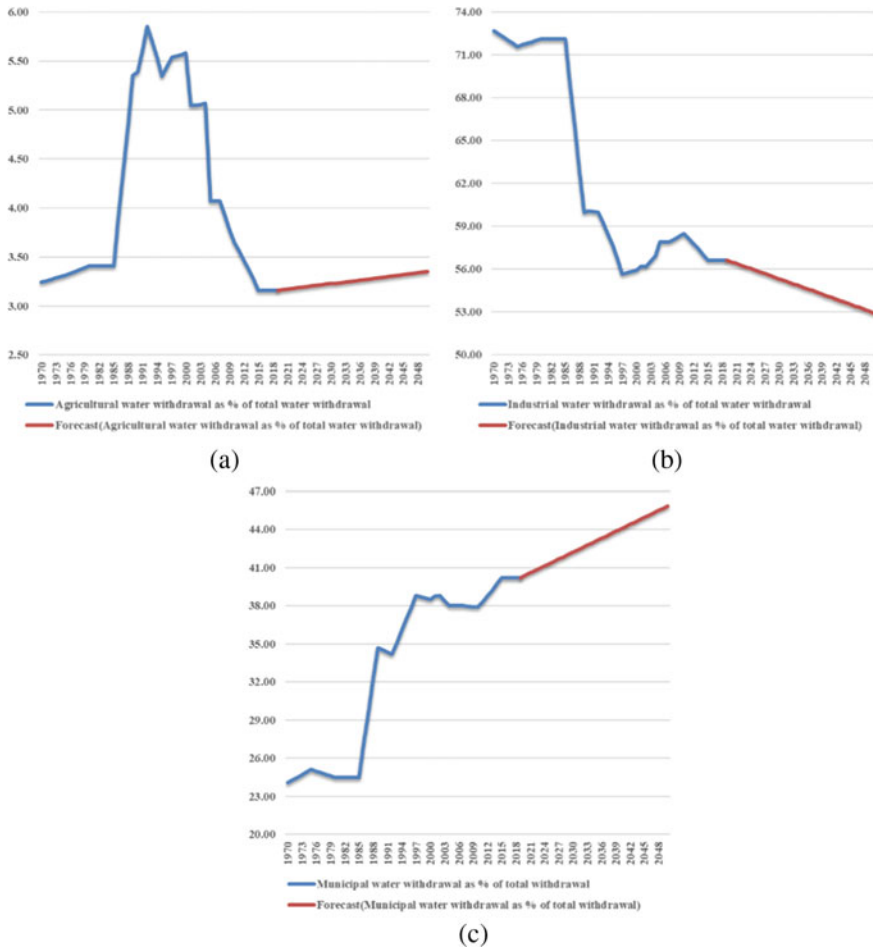 6.00
5.50
5.00
4.50
4.00
3.50
3.00
2.50
1970 1973 1976 1979 1982 1985 1988 1991 1994 1997 2000 2003 2006 2009 2012 2015 2018 2021 2024 2027 2030 2033 2036 2039 2042 2045 2048
Agricultural water withdrawal as % of total water withdrawal
Forecast(Agricultural water withdrawal as % of total water withdrawal)
(a)
74.00
71.00
68.00
65.00
62.00
59.00
56.00
53.00
50.00
1970 1973 1976 1979 1982 1985 1988 1991 1994 1997 2000 2003 2006 2009 2012 2015 2018 2021 2024 2027 2030 2033 2036 2039 2042 2045 2048
Industrial water withdrawal as % of total water withdrawal
Forecast(Industrial water withdrawal as % of total water withdrawal)
(b)
47.00
44.00
41.00
38.00
35.00
32.00
29.00
26.00
23.00
20.00
1970 1973 1976 1979 1982 1985 1988 1991 1994 1997 2000 2003 2006 2009 2012 2015 2018 2021 2024 2027 2030 2033 2036 2039 2042 2045 2048
Municipal water withdrawal as % of total withdrawal
Forecast(Municipal water withdrawal as % of total withdrawal)
(c)